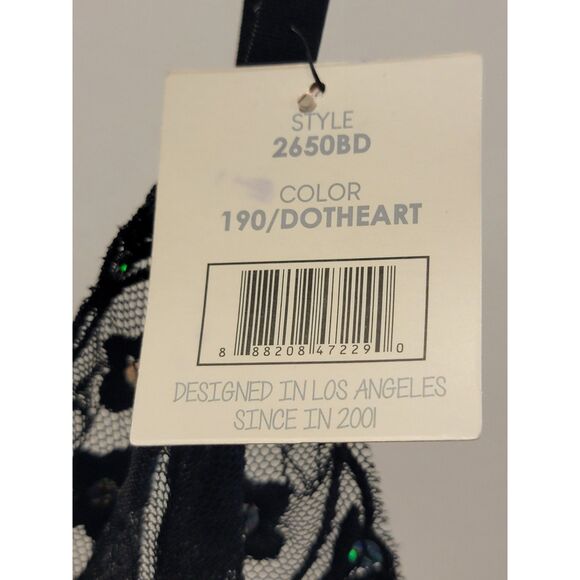 STYLE
2650BD
COLOR
190/DOTHEART
8 88208 47229 0
DESIGNED IN LOS ANGELES
SINCE IN 2001